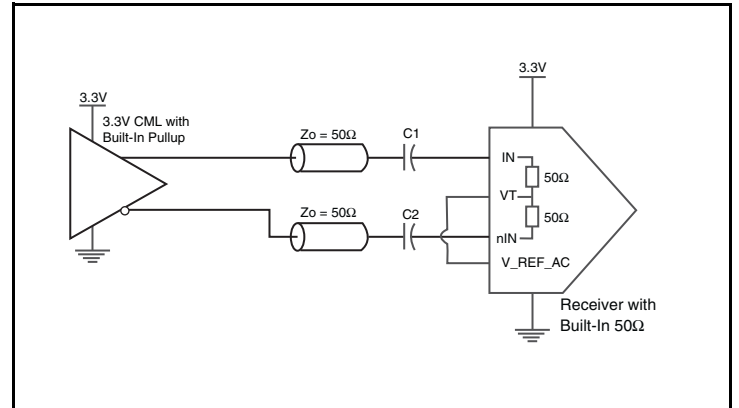 3.3V
3.3V CML with
Built-In Pullup
Zo = 50Ω
C1
Zo = 50Ω
C2
3.3V
IN
50Ω
VT
50Ω
nIN
V_REF_AC
Receiver with
Built-In 50Ω